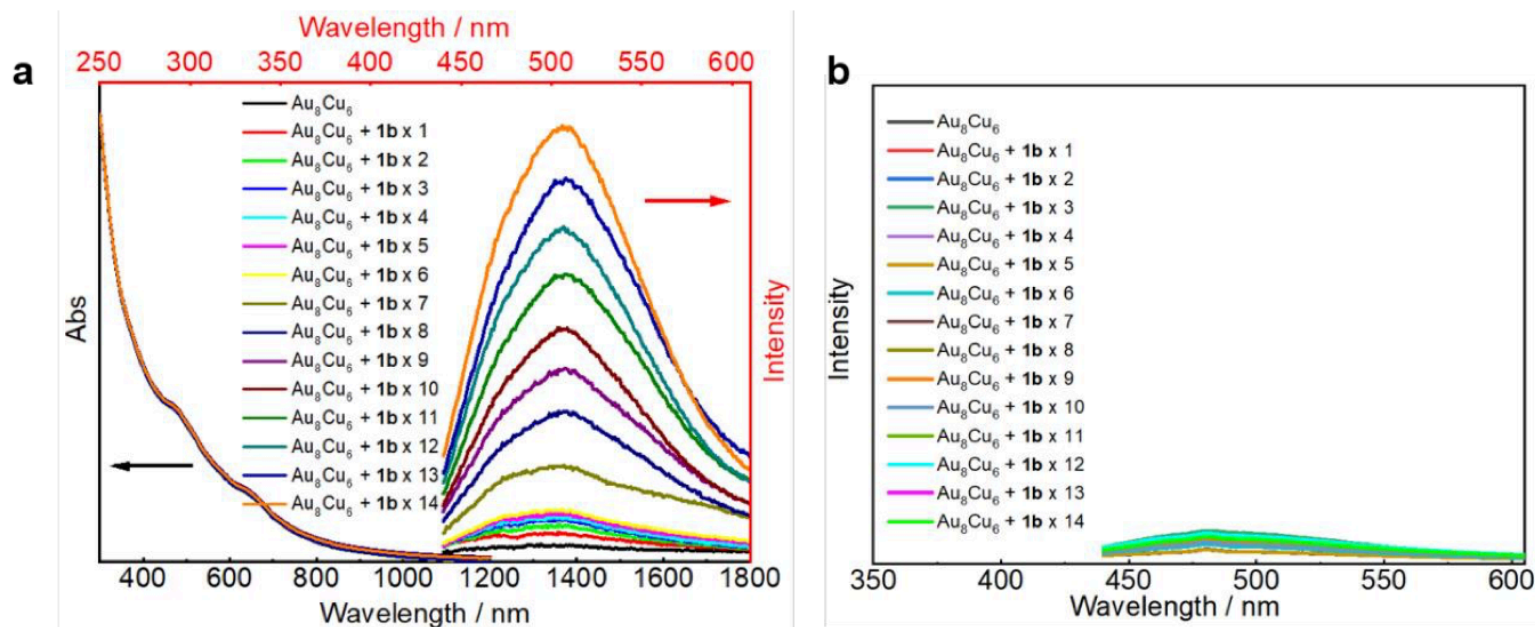 a
Wavelength / nm
250 300 350 400 450 500 550 600
Au8Cu6
Au8Cu6 + 1b x 1
Au8Cu6 + 1b x 2
Au8Cu6 + 1b x 3
Au8Cu6 + 1b x 4
Au8Cu6 + 1b x 5
Au8Cu6 + 1b x 6
Au8Cu6 + 1b x 7
Au8Cu6 + 1b x 8
Au8Cu6 + 1b x 9
Au8Cu6 + 1b x 10
Au8Cu6 + 1b x 11
Au8Cu6 + 1b x 12
Au8Cu6 + 1b x 13
Au8Cu6 + 1b x 14
Abs
Intensity
400 600 800 1000 1200 1400 1600 1800
Wavelength / nm
b
Au8Cu6
Au8Cu6 + 1b x 1
Au8Cu6 + 1b x 2
Au8Cu6 + 1b x 3
Au8Cu6 + 1b x 4
Au8Cu6 + 1b x 5
Au8Cu6 + 1b x 6
Au8Cu6 + 1b x 7
Au8Cu6 + 1b x 8
Au8Cu6 + 1b x 9
Au8Cu6 + 1b x 10
Au8Cu6 + 1b x 11
Au8Cu6 + 1b x 12
Au8Cu6 + 1b x 13
Au8Cu6 + 1b x 14
Intensity
350 400 450 500 550 600
Wavelength / nm